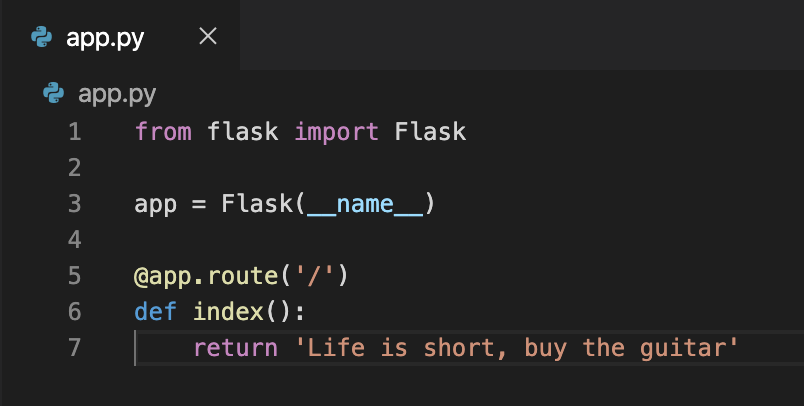 app.py
app.py
1 from flask import Flask
2
3 app = Flask(__name__)
4
5 @app.route('/')
6 def index():
7     return 'Life is short, buy the guitar'